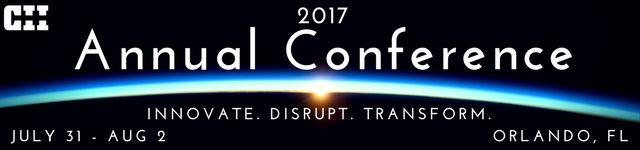 CII
2017
Annual Conference
INNOVATE. DISRUPT. TRANSFORM.
JULY 31 - AUG 2
ORLANDO, FL